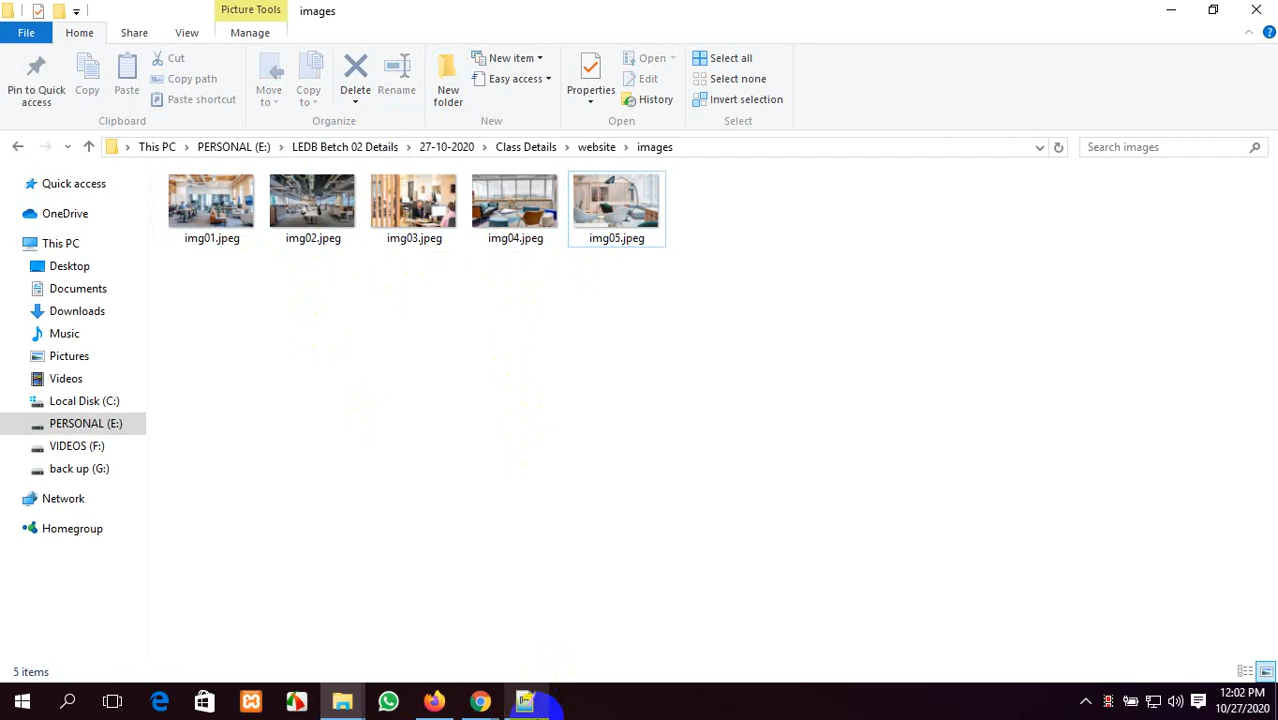 Picture Tools
images
File
Home
Share
View
Manage
Pin to Quick access
Copy
Paste
Cut
Copy path
Paste shortcut
Clipboard
Move to
Copy to
Delete
Rename
Organize
New folder
New item
Easy access
New
Properties
Open
Edit
History
Open
Select all
Select none
Invert selection
Select
This PC
PERSONAL (E:)
LEDB Betch 02 Details
27-10-2020
Class Details
website
images
Search images
Quick access
OneDrive
This PC
Desktop
Documents
Downloads
Music
Pictures
Videos
Local Disk (C:)
PERSONAL (E:)
VIDEOS (F:)
back up (G:)
Network
Homegroup
img01.jpeg
img02.jpeg
img03.jpeg
img04.jpeg
img05.jpeg
5 items
12:02 PM
10/27/2020